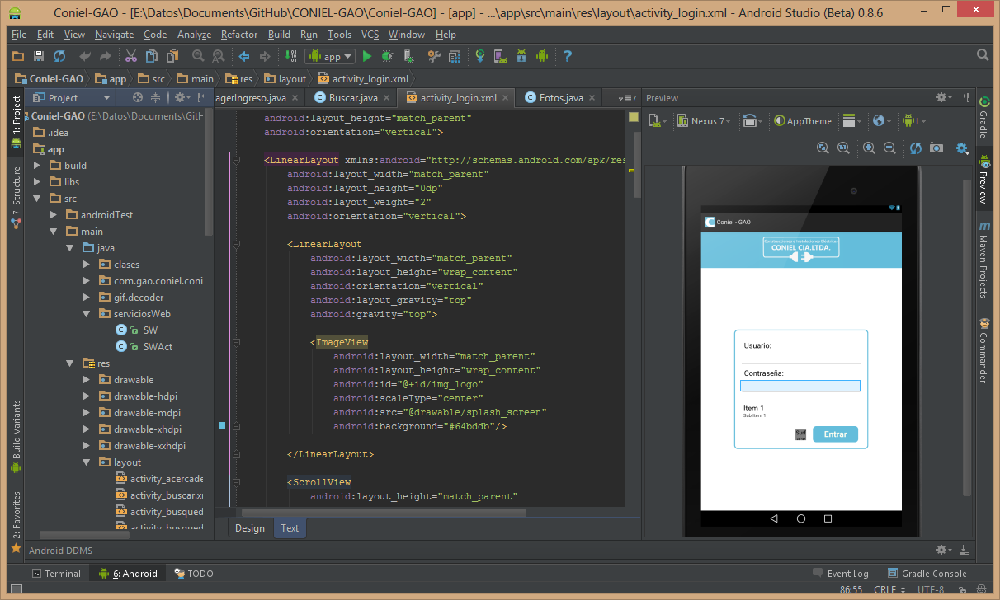 Coniel-GAO - [E:\Datos\Documents\GitHub\CONIEL-GAO\Coniel-GAO] - [app] - ...\app\src\main\res\layout\activity_login.xml - Android Studio (Beta) 0.8.6
File Edit View Navigate Code Analyze Refactor Build Run Tools VCS Window Help
app
Coniel-GAO app src main res layout activity_login.xml
Project
agerIngreso.java Buscar.java activity_login.xml Fotos.java
Preview
1: Project
7: Structure
Build Variants
2: Favorites
Coniel-GAO (E:\Datos\Documents\GitH
.idea
app
build
libs
src
androidTest
main
java
clases
com.gao.coniel.coni
gif.decoder
serviciosWeb
SW
SWAct
res
drawable
drawable-hdpi
drawable-mdpi
drawable-xhdpi
drawable-xxhdpi
layout
activity_acercade
activity_buscar.xr
activity_busqued
activity_busqued
android:layout_height="match_parent"
android:orientation="vertical">
<LinearLayout xmlns:android="http://schemas.android.com/apk/res
android:layout_width="match_parent"
android:layout_height="0dp"
android:layout_weight="2"
android:orientation="vertical">
<LinearLayout
android:layout_width="match_parent"
android:layout_height="wrap_content"
android:orientation="vertical"
android:layout_gravity="top"
android:gravity="top">
<ImageView
android:layout_width="match_parent"
android:layout_height="wrap_content"
android:id="@+id/img_logo"
android:scaleType="center"
android:src="@drawable/splash_screen"
android:background="#64bddb"/>
</LinearLayout>
<ScrollView
android:layout_height="match_parent"
Design Text
Nexus 7 AppTheme L
Coniel - GAO
Construcciones e Instalaciones Eléctricas
CONIEL CIA.LTDA.
Usuario:
Contraseña:
Item 1
Sub Item 1
Surf
Entrar
Gradle
Preview
Maven Projects
Commander
Android DDMS
Terminal 6: Android TODO Event Log Gradle Console
86:55 CRLF UTF-8